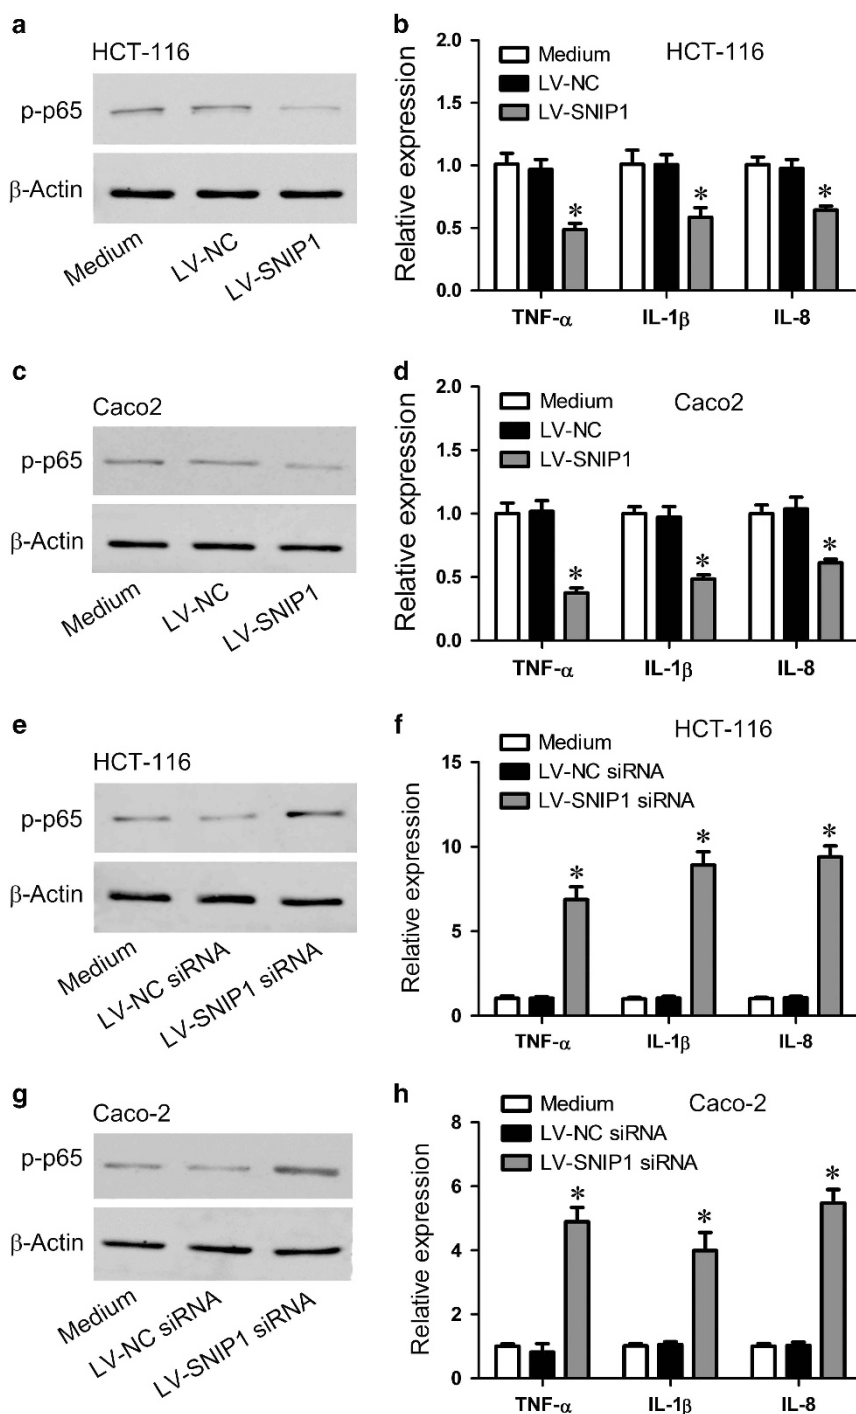 a
HCT-116
p-p65
β-Actin
Medium
LV-NC
LV-SNIP1
b
HCT-116
Medium
LV-NC
LV-SNIP1
Relative expression
2.0
1.5
1.0
0.5
0.0
*
*
*
TNF-α
IL-1β
IL-8
c
Caco2
p-p65
β-Actin
Medium
LV-NC
LV-SNIP1
d
Caco2
Medium
LV-NC
LV-SNIP1
Relative expression
2.0
1.5
1.0
0.5
0.0
*
*
*
TNF-α
IL-1β
IL-8
e
HCT-116
p-p65
β-Actin
Medium
LV-NC siRNA
LV-SNIP1 siRNA
f
HCT-116
Medium
LV-NC siRNA
LV-SNIP1 siRNA
Relative expression
15
10
5
0
*
*
*
TNF-α
IL-1β
IL-8
g
Caco-2
p-p65
β-Actin
Medium
LV-NC siRNA
LV-SNIP1 siRNA
h
Caco-2
Medium
LV-NC siRNA
LV-SNIP1 siRNA
Relative expression
8
6
4
2
0
*
*
*
TNF-α
IL-1β
IL-8